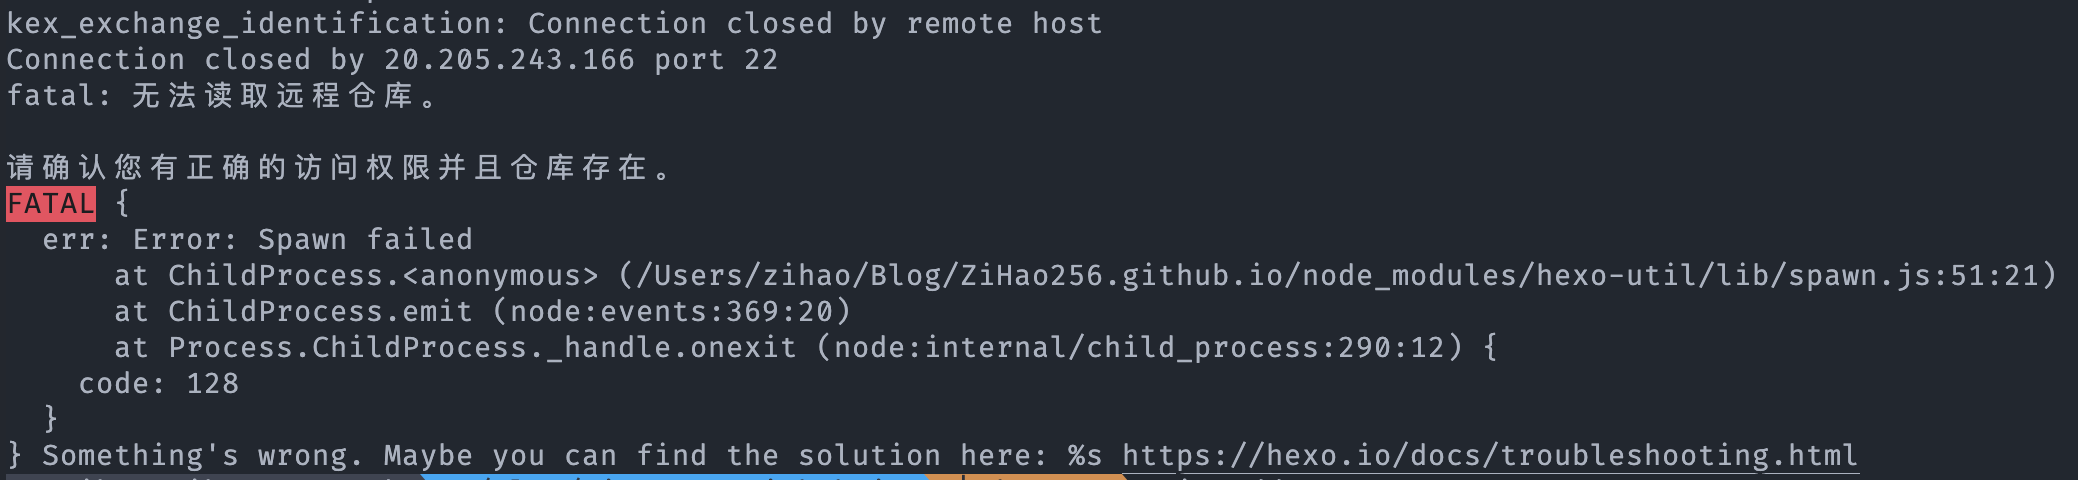 kex_exchange_identification: Connection closed by remote host
Connection closed by 20.205.243.166 port 22
fatal: 无法读取远程仓库。
请确认您有正确的访问权限并且仓库存在。
FATAL {
  err: Error: Spawn failed
      at ChildProcess.<anonymous> (/Users/zihao/Blog/ZiHao256.github.io/node_modules/hexo-util/lib/spawn.js:51:21)
      at ChildProcess.emit (node:events:369:20)
      at Process.ChildProcess._handle.onexit (node:internal/child_process:290:12) {
    code: 128
  }
} Something's wrong. Maybe you can find the solution here: %s https://hexo.io/docs/troubleshooting.html